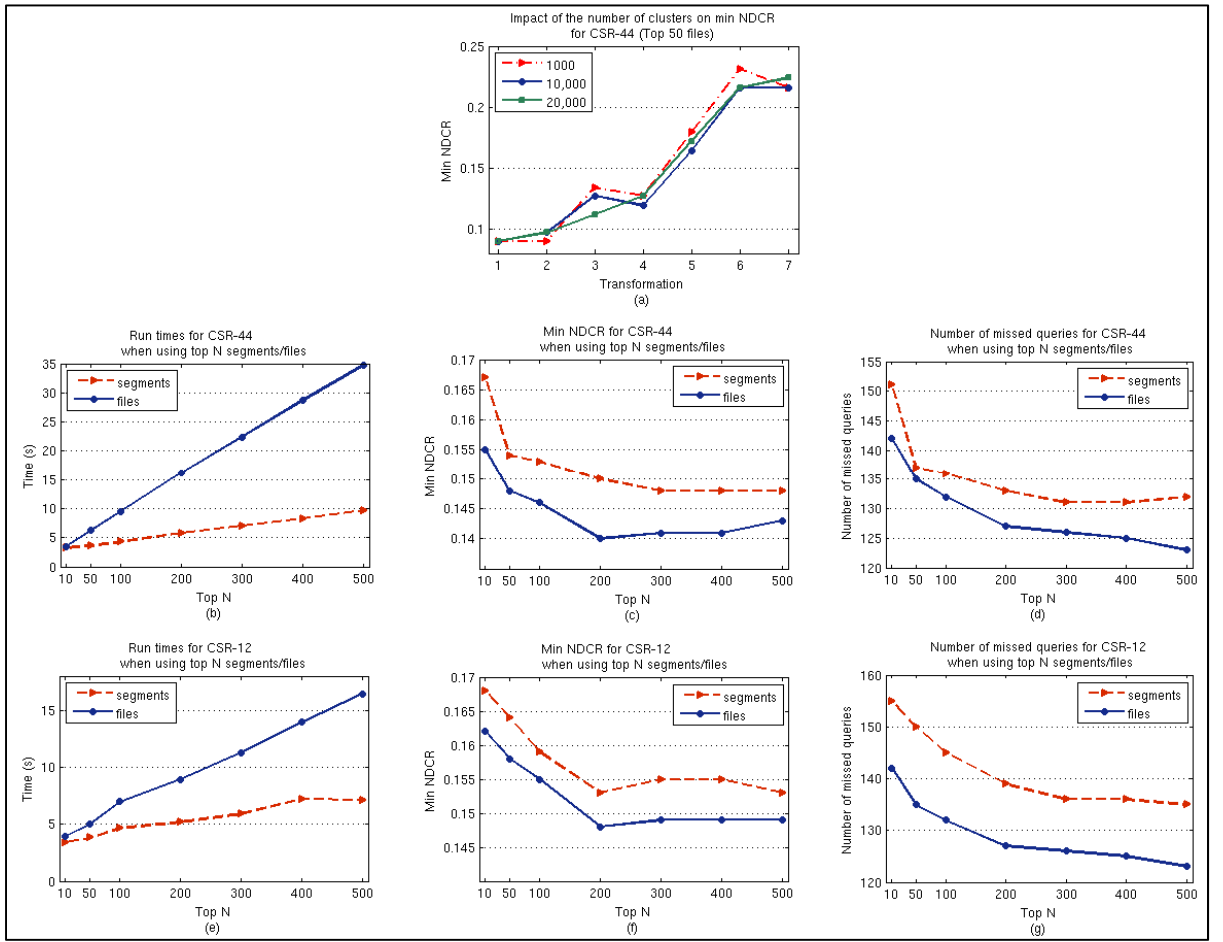 Impact of the number of clusters on min NDCR
for CSR-44 (Top 50 files)
0.25
0.2
0.15
0.1
Min NDCR
1000
10,000
20,000
1 2 3 4 5 6 7
Transformation
(a)
Run times for CSR-44
when using top N segments/files
35
30
25
20
15
10
5
0
Time (s)
segments
files
10 50 100 200 300 400 500
Top N
(b)
Min NDCR for CSR-44
when using top N segments/files
0.17
0.165
0.16
0.155
0.15
0.145
0.14
Min NDCR
segments
files
10 50 100 200 300 400 500
Top N
(c)
Number of missed queries for CSR-44
when using top N segments/files
155
150
145
140
135
130
125
120
Number of missed queries
segments
files
10 50 100 200 300 400 500
Top N
(d)
Run times for CSR-12
when using top N segments/files
15
10
5
0
Time (s)
segments
files
10 50 100 200 300 400 500
Top N
(e)
Min NDCR for CSR-12
when using top N segments/files
0.17
0.165
0.16
0.155
0.15
0.145
Min NDCR
segments
files
10 50 100 200 300 400 500
Top N
(f)
Number of missed queries for CSR-12
when using top N segments/files
160
150
140
130
120
Number of missed queries
segments
files
10 50 100 200 300 400 500
Top N
(g)